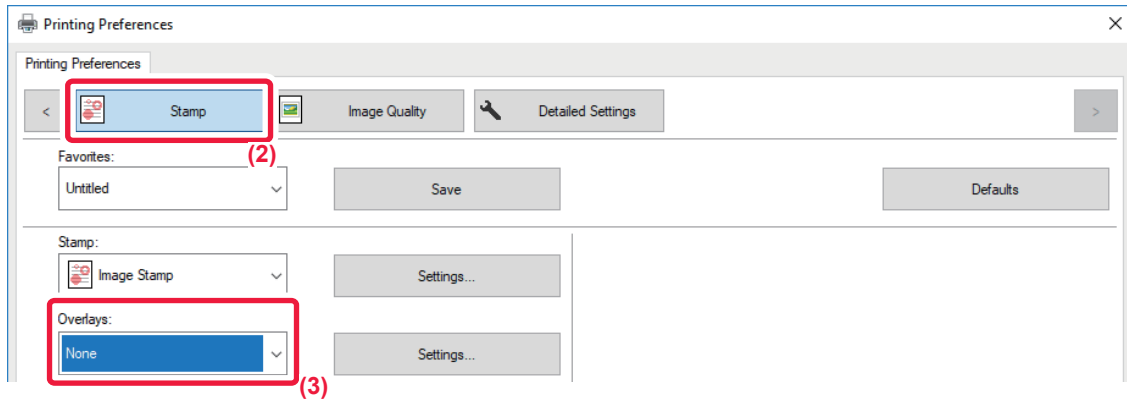 Printing Preferences
Printing Preferences
< Stamp Image Quality Detailed Settings >
(2)
Favorites:
Untitled Save Defaults
Stamp:
Image Stamp Settings...
Overlays:
None Settings...
(3)